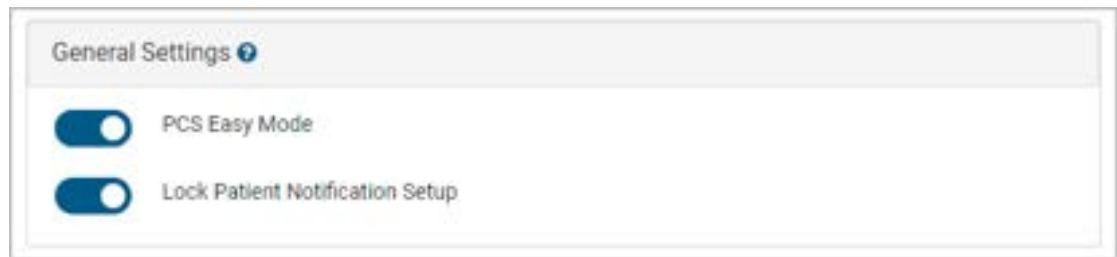 General Settings ?
PCS Easy Mode
Lock Patient Notification Setup